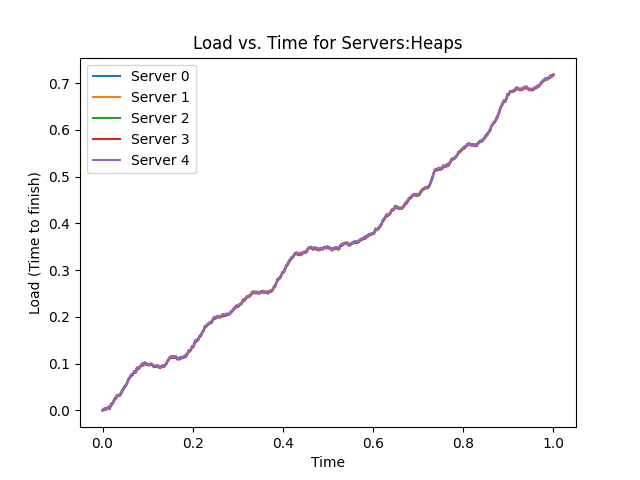 Load vs. Time for Servers:Heaps
Server 0
Server 1
Server 2
Server 3
Server 4
Load (Time to finish)
0.7
0.6
0.5
0.4
0.3
0.2
0.1
0.0
0.0 0.2 0.4 0.6 0.8 1.0
Time